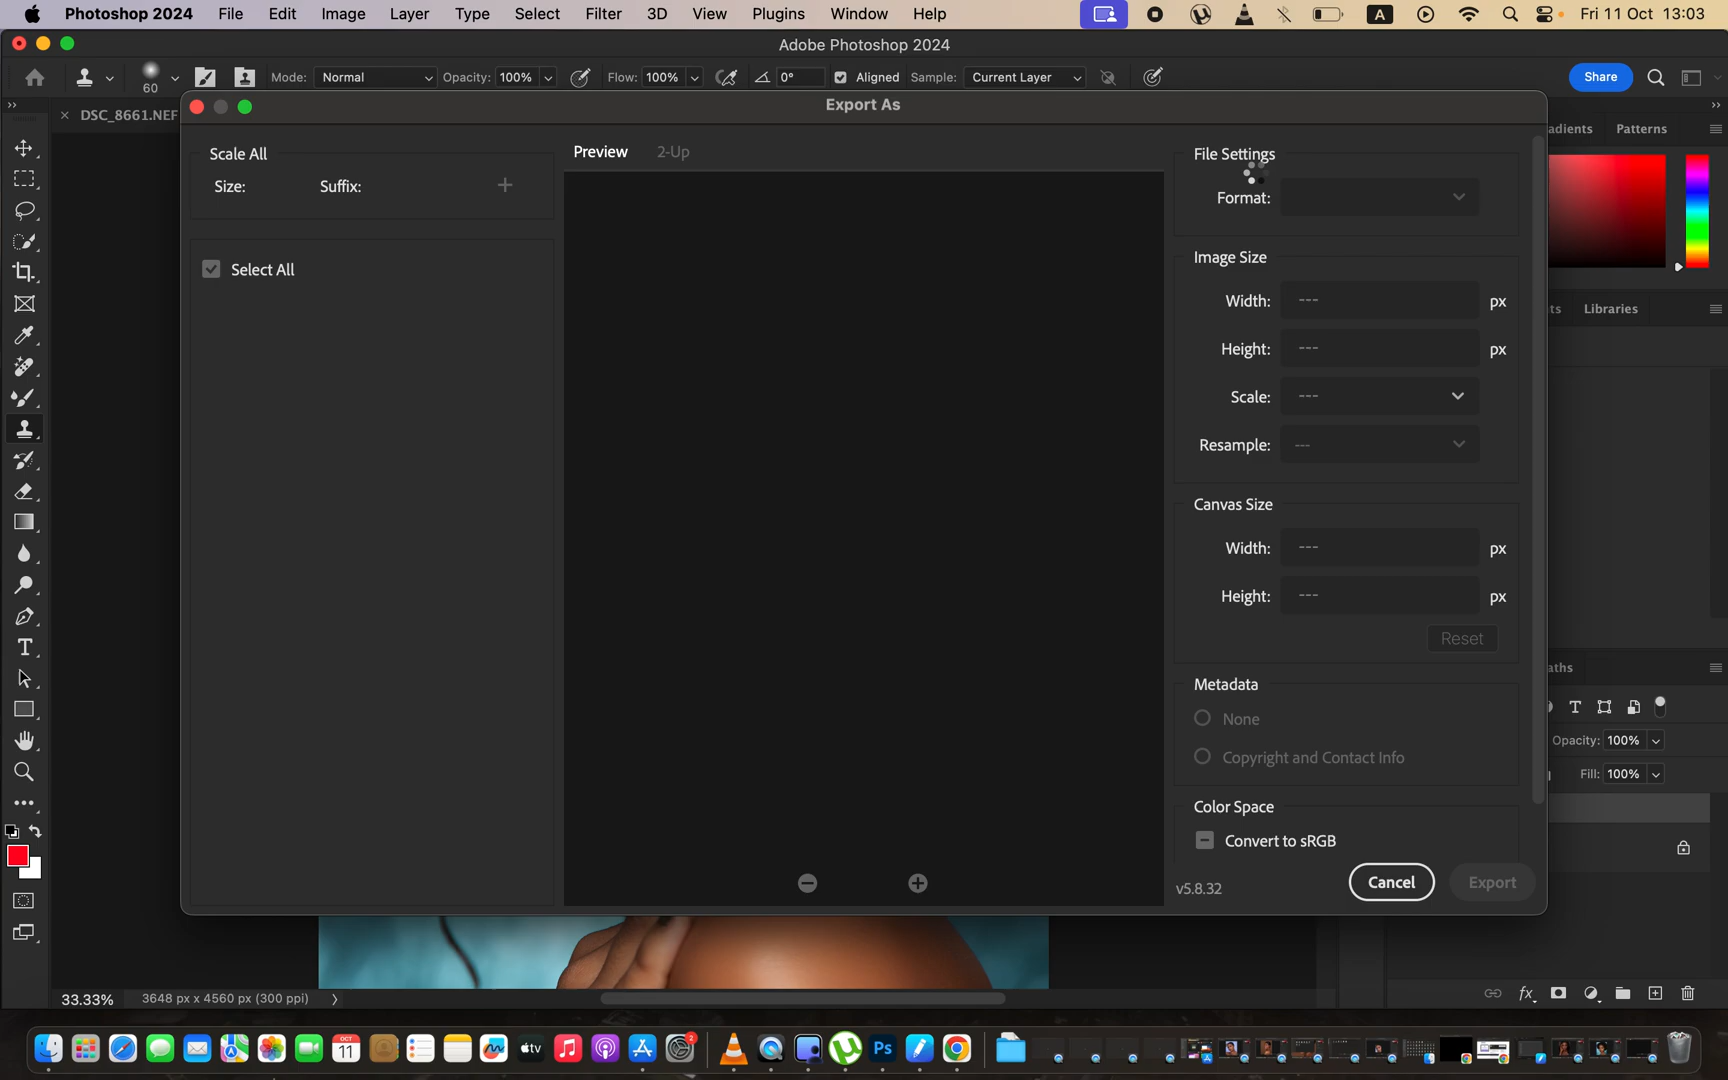 Photoshop 2024 File Edit Image Layer Type Select Filter 3D View Plugins Window Help A Fri 11 Oct 13:03
Adobe Photoshop 2024
60 Mode: Normal Opacity: 100% Flow: 100% 0° Aligned Sample: Current Layer Share
DSC_8661.NEF
Export As
adients Patterns
Scale All
Size: Suffix:
Select All
Preview 2-Up
File Settings
Format:
Image Size
Width: --- px
Height: --- px
Scale: ---
Resample: ---
Canvas Size
Width: --- px
Height: --- px
Reset
Metadata
None
Copyright and Contact Info
Color Space
Convert to sRGB
v5.8.32 Cancel Export
ts Libraries
aths
Opacity: 100%
Fill: 100%
33.33% 3648 px x 4560 px (300 ppi)
OCT
11
tv
2
Ps